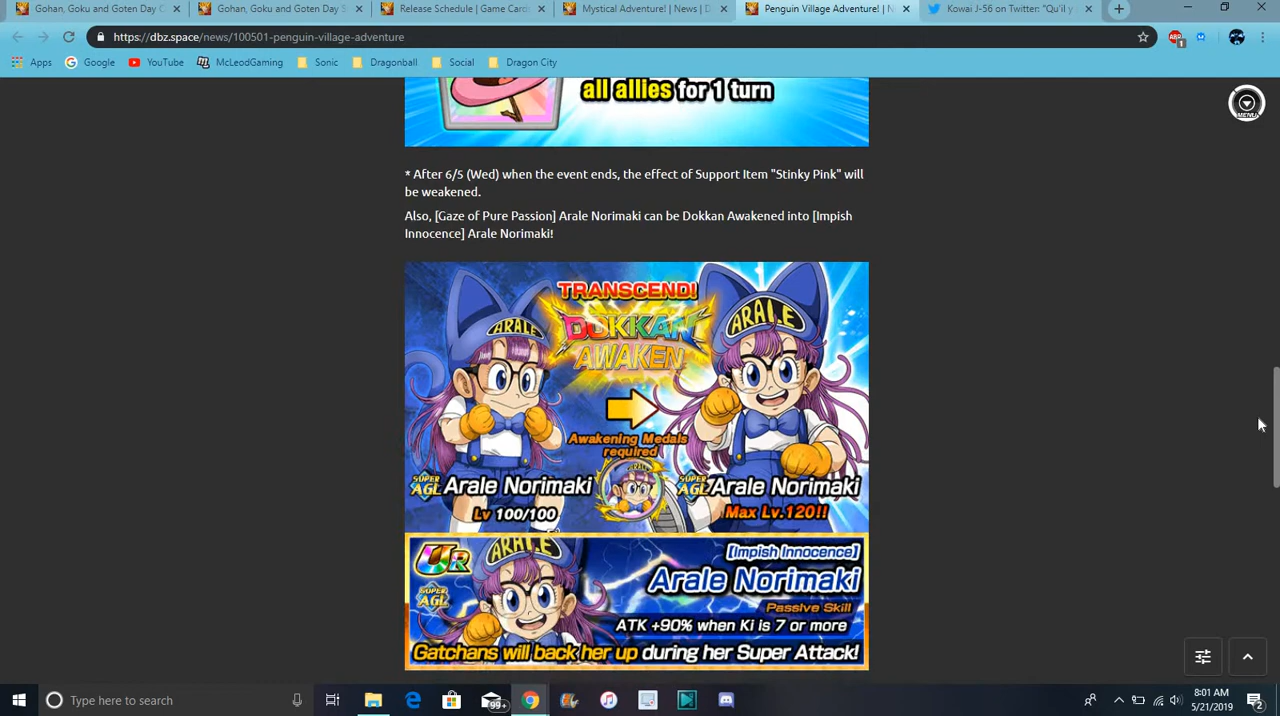 Gohan, Goku and Goten Day C
Gohan, Goku and Goten Day S
Release Schedule | Game Card
Mystical Adventure! | News | D
Penguin Village Adventure! | N
Kowai J-56 on Twitter: "Qu'il y
https://dbz.space/news/100501-penguin-village-adventure
ABP
1
Apps
Google
YouTube
McLeodGaming
Sonic
Dragonball
Social
Dragon City
all allies for 1 turn
MENU
* After 6/5 (Wed) when the event ends, the effect of Support Item "Stinky Pink" will
be weakened.
Also, [Gaze of Pure Passion] Arale Norimaki can be Dokkan Awakened into [Impish
Innocence] Arale Norimaki!
TRANSCEND!
DOKKAN
AWAKEN
ARALE
ARALE
Awakening Medals
required
SUPER AGL Arale Norimaki
Lv 100/100
SUPER AGL Arale Norimaki
Max Lv.120!!
ARALE
UR
SUPER
AGL
[Impish Innocence]
Arale Norimaki
Passive Skill
ATK +90% when Ki is 7 or more
Gatchans will back her up during her Super Attack!
Type here to search
99+
8:01 AM
5/21/2019
2